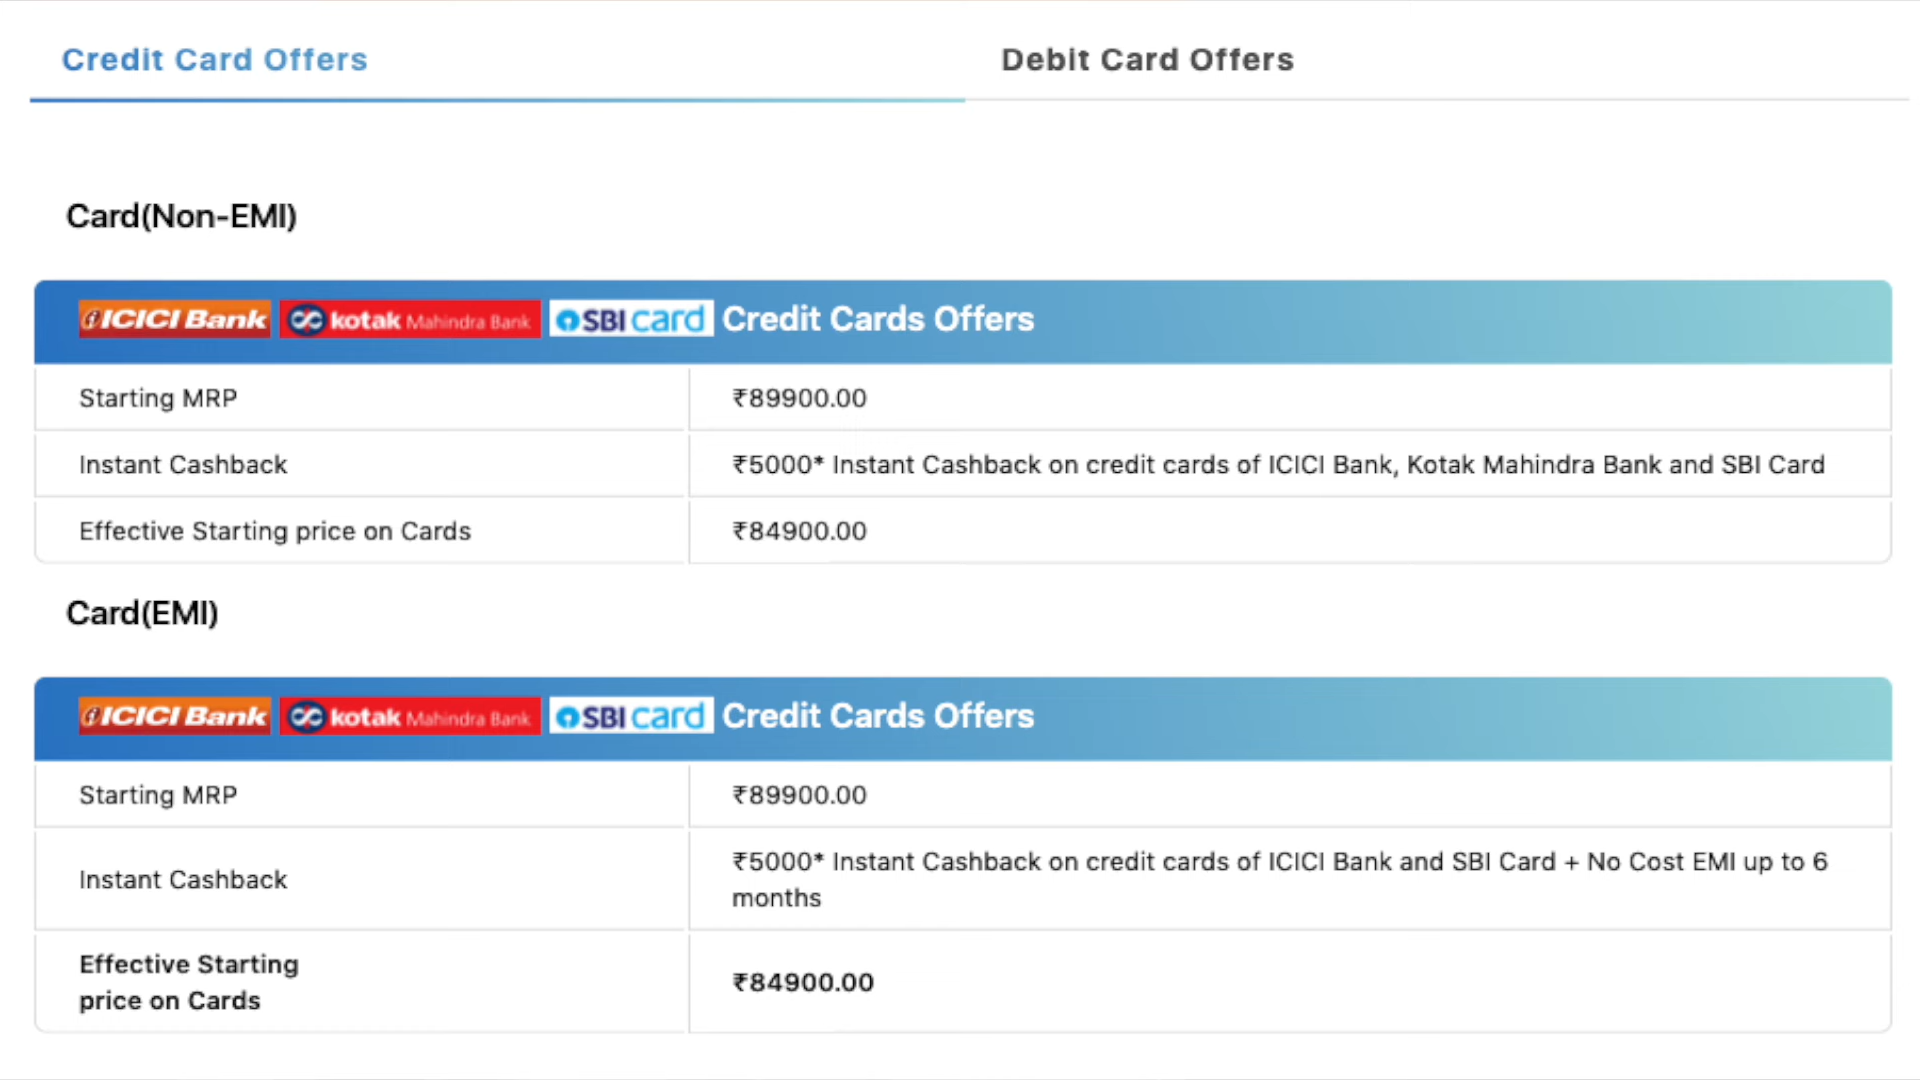 Credit Card Offers
Debit Card Offers
Card(Non-EMI)
ICICI Bank kotak Mahindra Bank SBI card Credit Cards Offers
Starting MRP
₹89900.00
Instant Cashback
₹5000* Instant Cashback on credit cards of ICICI Bank, Kotak Mahindra Bank and SBI Card
Effective Starting price on Cards
₹84900.00
Card(EMI)
ICICI Bank kotak Mahindra Bank SBI card Credit Cards Offers
Starting MRP
₹89900.00
Instant Cashback
₹5000* Instant Cashback on credit cards of ICICI Bank and SBI Card + No Cost EMI up to 6
months
Effective Starting
price on Cards
₹84900.00